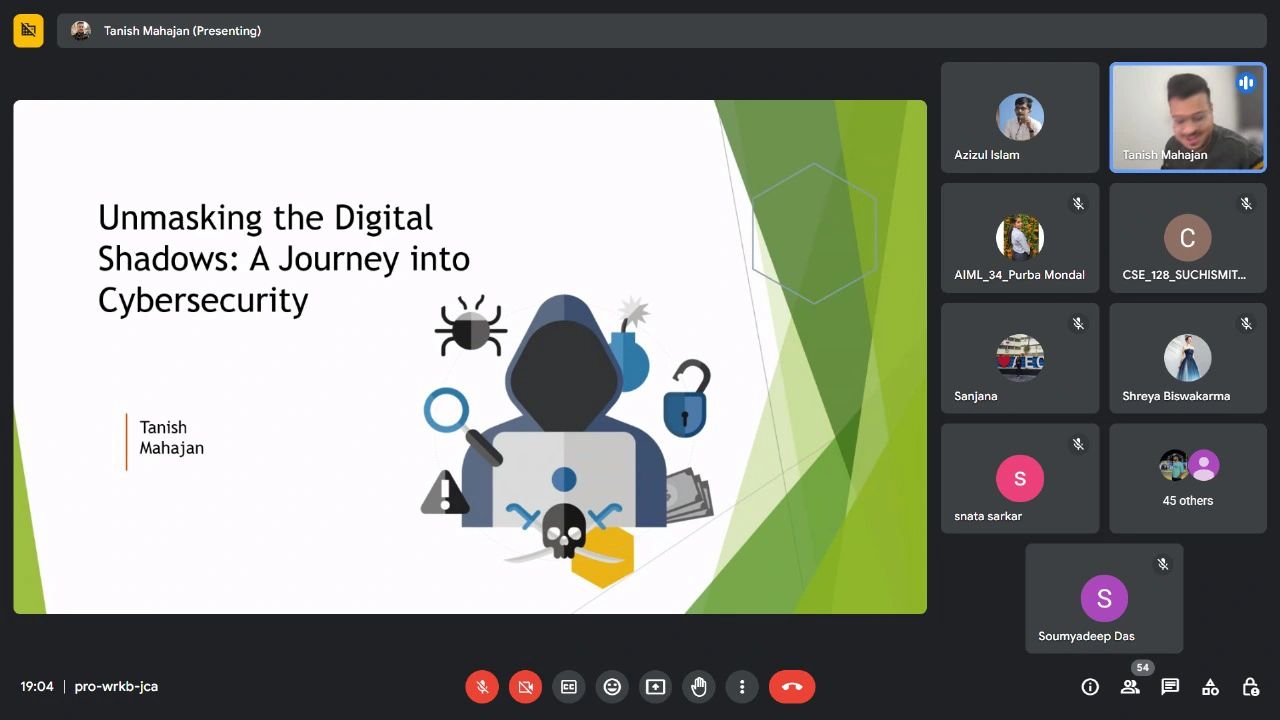 Tanish Mahajan (Presenting)
Unmasking the Digital
Shadows: A Journey into
Cybersecurity
Tanish
Mahajan
Azizul Islam
Tanish Mahajan
AIML_34_Purba Mondal
C
CSE_128_SUCHISMIT...
Sanjana
Shreya Biswakarma
s
snata sarkar
45 others
S
Soumyadeep Das
19:04 | pro-wrkb-jca
54